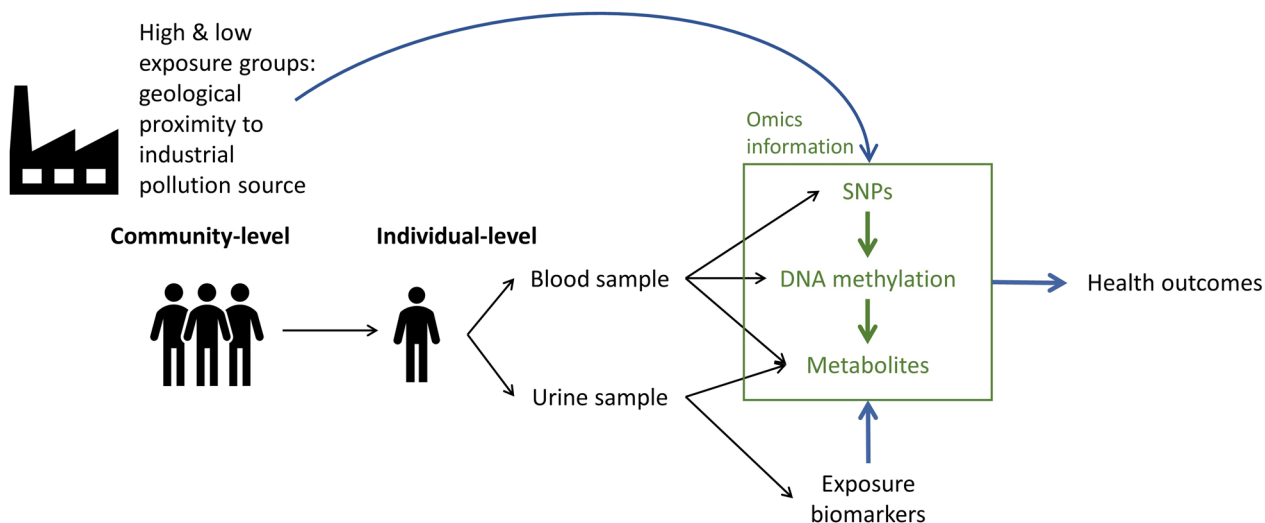 High & low
exposure groups:
geological
proximity to
industrial
pollution source
Omics
information
SNPs
Community-level
Individual-level
Blood sample
DNA methylation
Health outcomes
Metabolites
Urine sample
Exposure
biomarkers